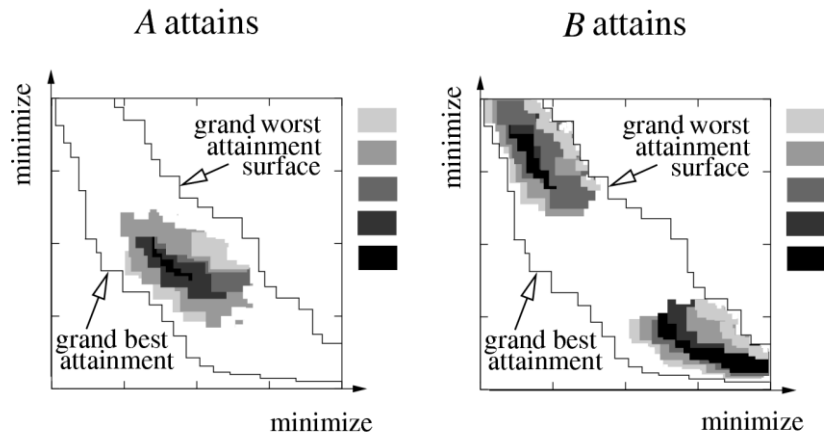 A attains
minimize
grand worst
attainment
surface
grand best
attainment
minimize
B attains
minimize
grand worst
attainment
surface
grand best
attainment
minimize